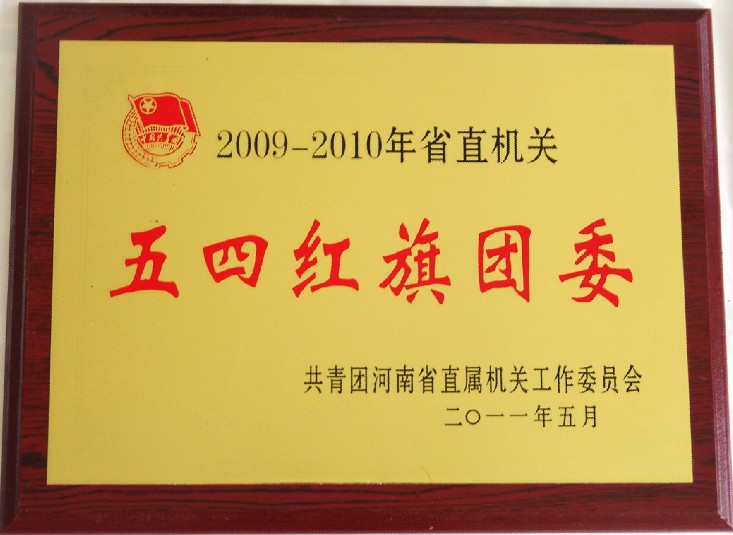 2009-2010年省直机关
五四红旗团委
共青团河南省直属机关工作委员会
二〇一一年五月